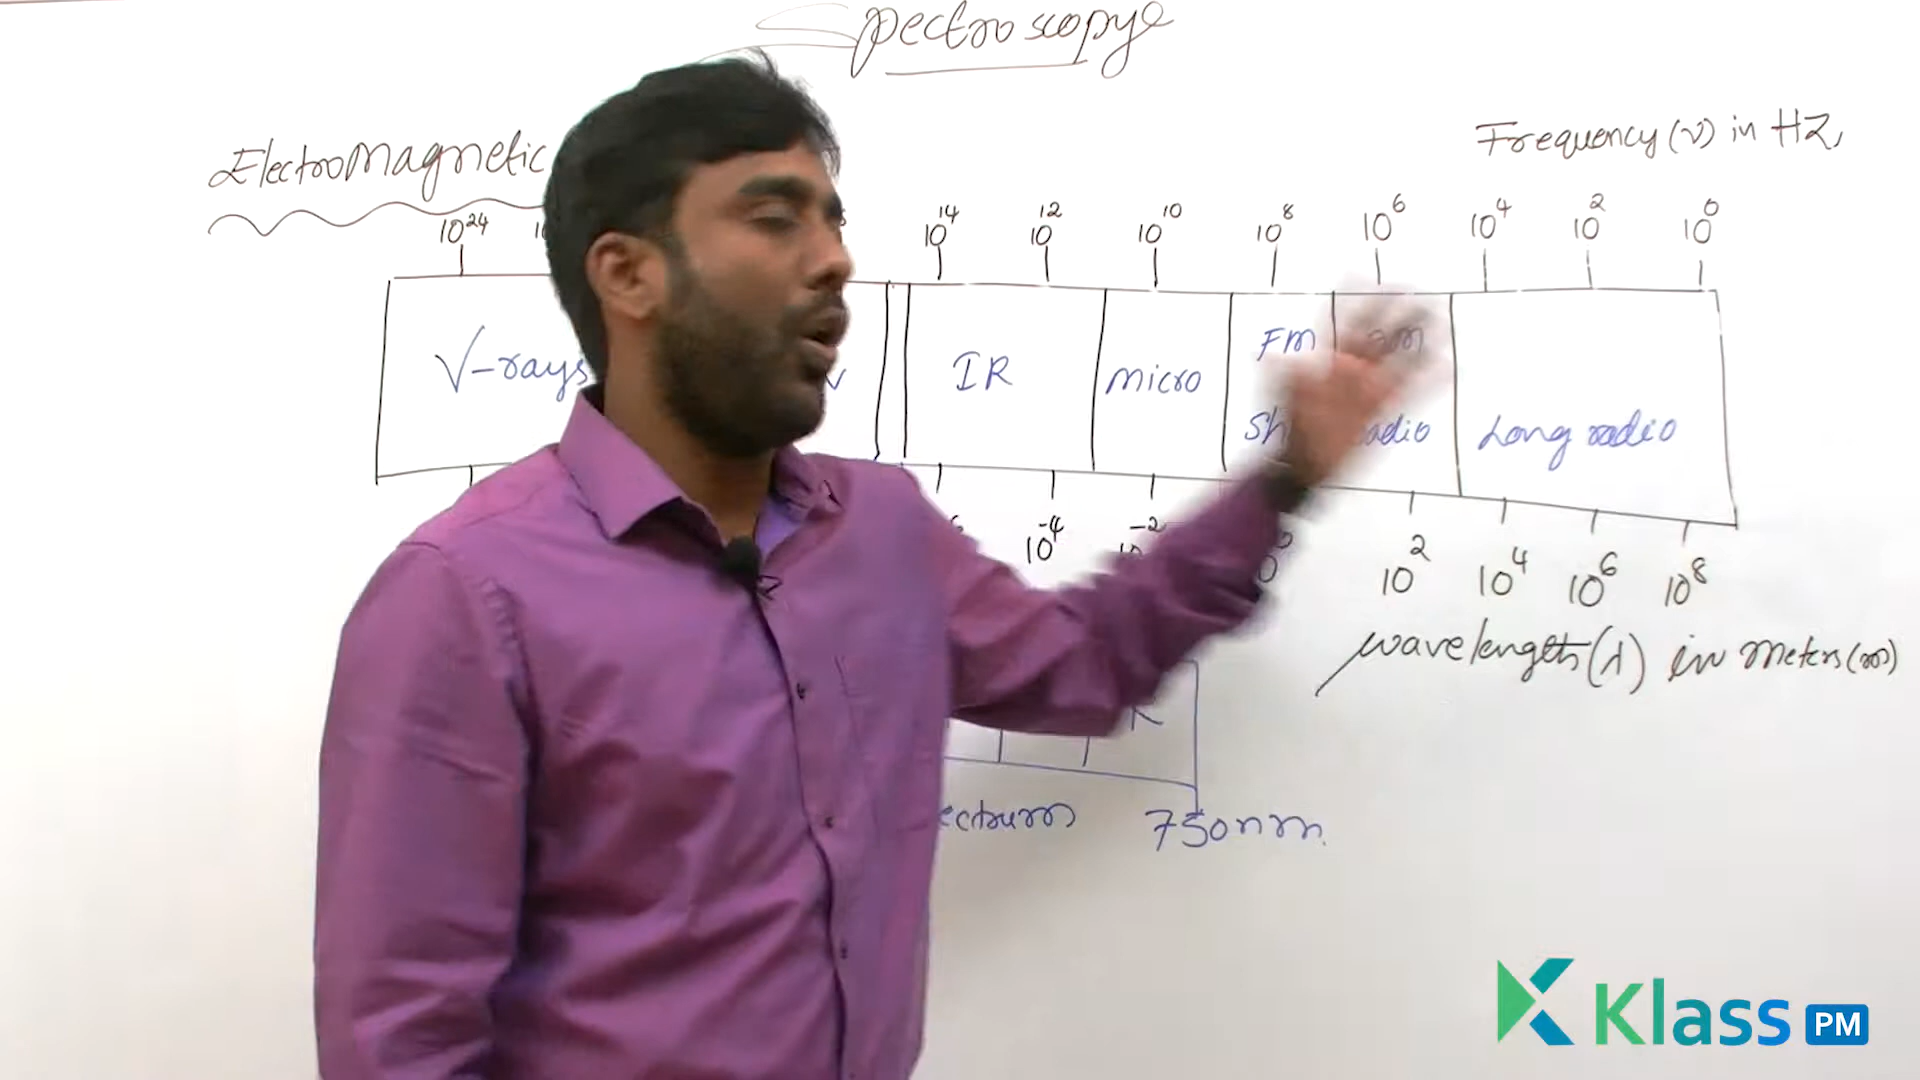 Spectroscopy
ElectroMagnetic
Frequency (ν) in HZ,
10^24 10^14 10^12 10^10 10^8 10^6 10^4 10^2 10^0
γ-rays IR micro FM
radio Long radio
10^-4 10^2 10^4 10^6 10^8
wavelength (λ) in meters (m)
750nm.
Klass PM